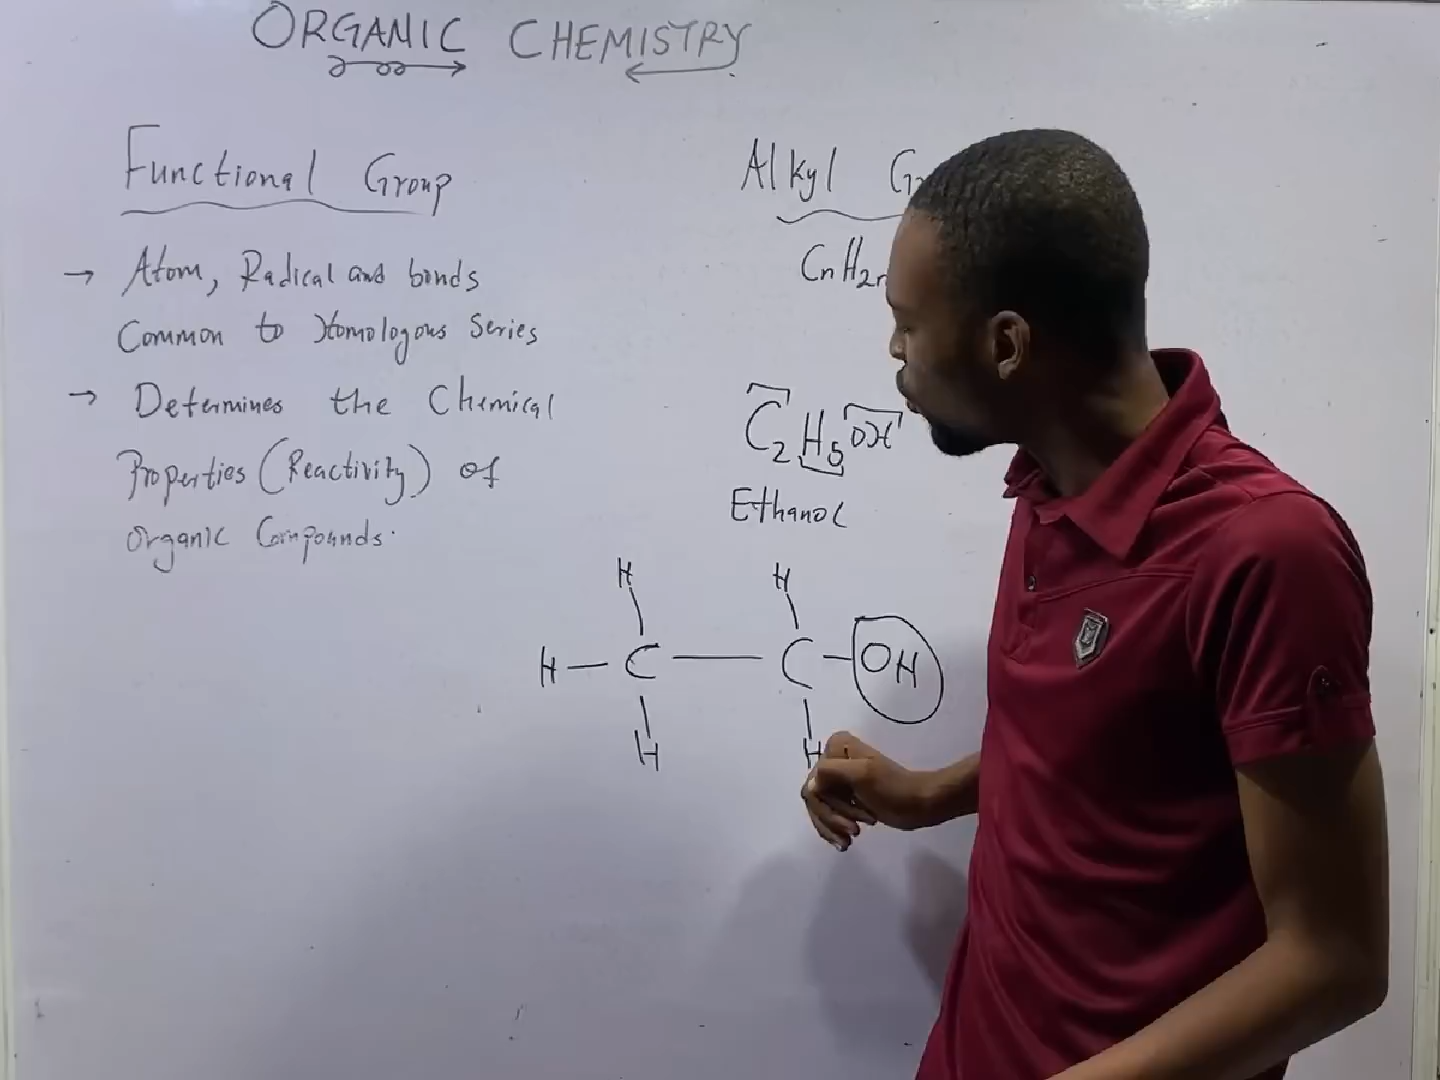 ORGANIC CHEMISTRY
Functional Group
→ Atom, Radical and bonds
Common to Homologous Series
→ Determines the Chemical
Properties (Reactivity) of
organic Compounds.
Alkyl
CnH2n
C2H5OH
Ethanol
H H
H – C — C – OH
H H